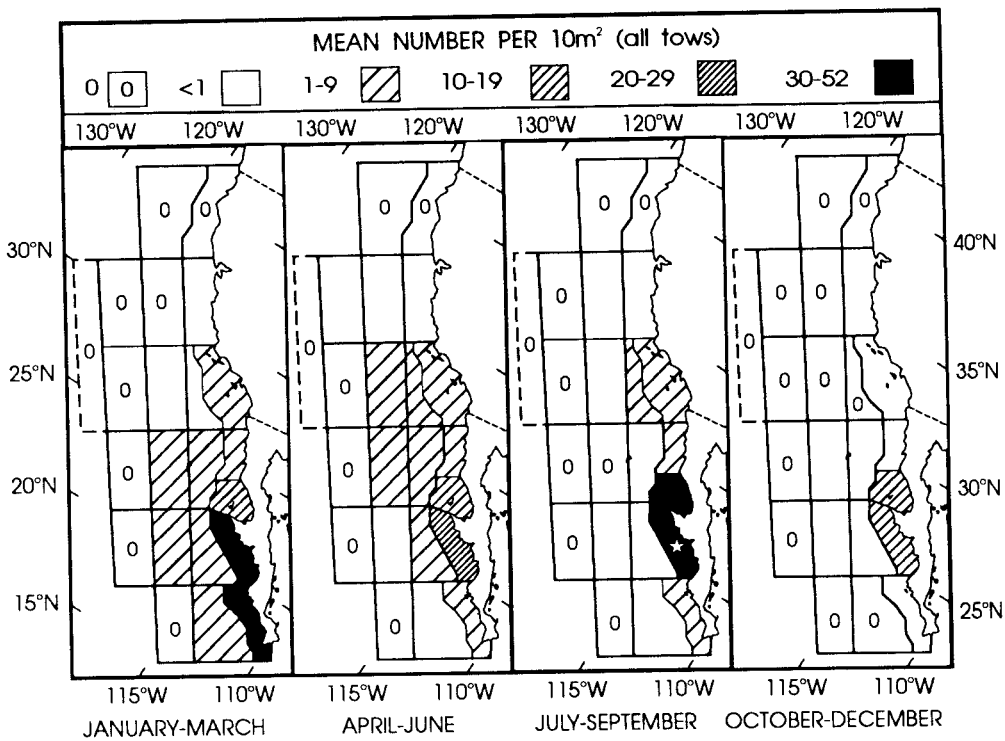 MEAN NUMBER PER 10m² (all tows)
0 0 <1 1-9 10-19 20-29 30-52
130°W 120°W 130°W 120°W 130°W 120°W 130°W 120°W
0 0 0 0 0 0 0 0
30°N 40°N
0 0 0 0 0
0 0 0 0
25°N 35°N
0 0 0 0 0
0
0 0 0 0 0
20°N 30°N
0 0 0 0
15°N 25°N
0 0 0 0 0
115°W 110°W 115°W 110°W 115°W 110°W 115°W 110°W
JANUARY-MARCH APRIL-JUNE JULY-SEPTEMBER OCTOBER-DECEMBER